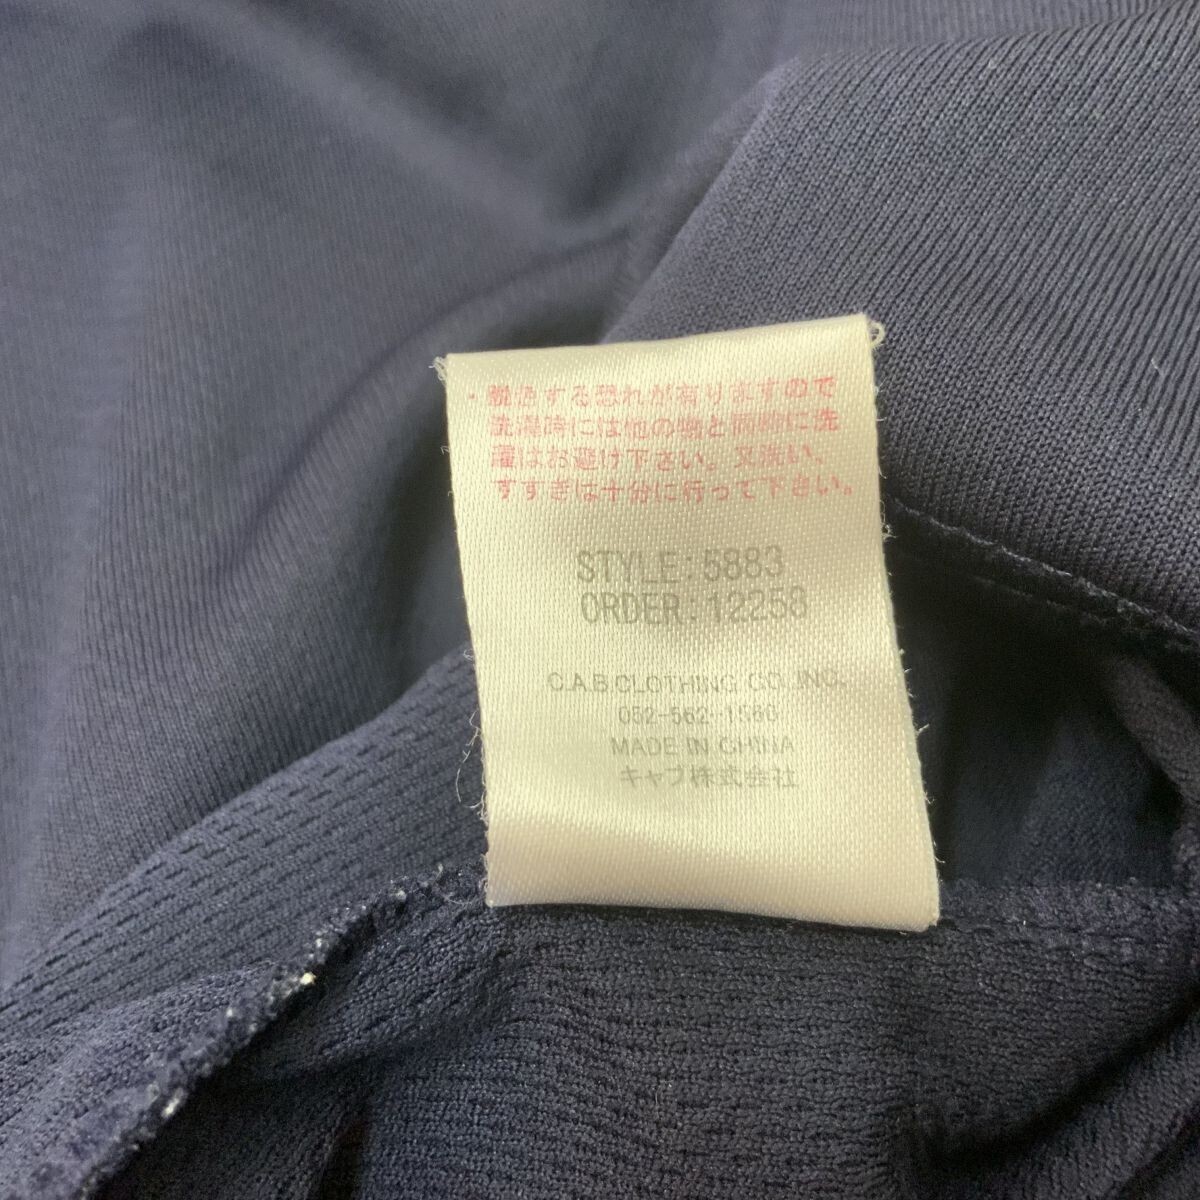 ・脱色する恐れが有りますので
洗濯時には他の物と同時に洗
濯はお避け下さい。又洗い、
すすぎは十分に行って下さい。
STYLE:5883
ORDER:12258
C.A.B.CLOTHING CO.INC.
052-562-1560
MADE IN CHINA
キャブ株式会社